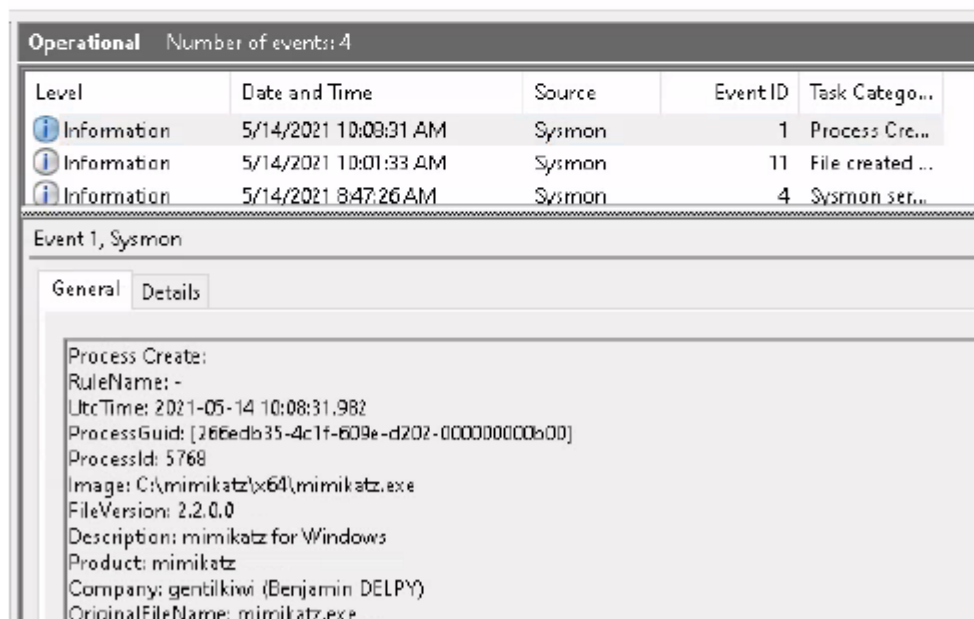 Operational Number of events: 4
Level Date and Time Source Event ID Task Catego...
Information 5/14/2021 10:08:31 AM Sysmon 1 Process Cre...
Information 5/14/2021 10:01:33 AM Sysmon 11 File created ...
Information 5/14/2021 8:47:26 AM Sysmon 4 Sysmon ser...
Event 1, Sysmon
General Details
Process Create:
RuleName: -
UtcTime: 2021-05-14 10:08:31.982
ProcessGuid: {266edb35-4c1f-609e-d202-000000000b00}
ProcessId: 5768
Image: C:\mimikatz\x64\mimikatz.exe
FileVersion: 2.2.0.0
Description: mimikatz for Windows
Product: mimikatz
Company: gentilkiwi (Benjamin DELPY)
OriginalFileName: mimikatz.exe